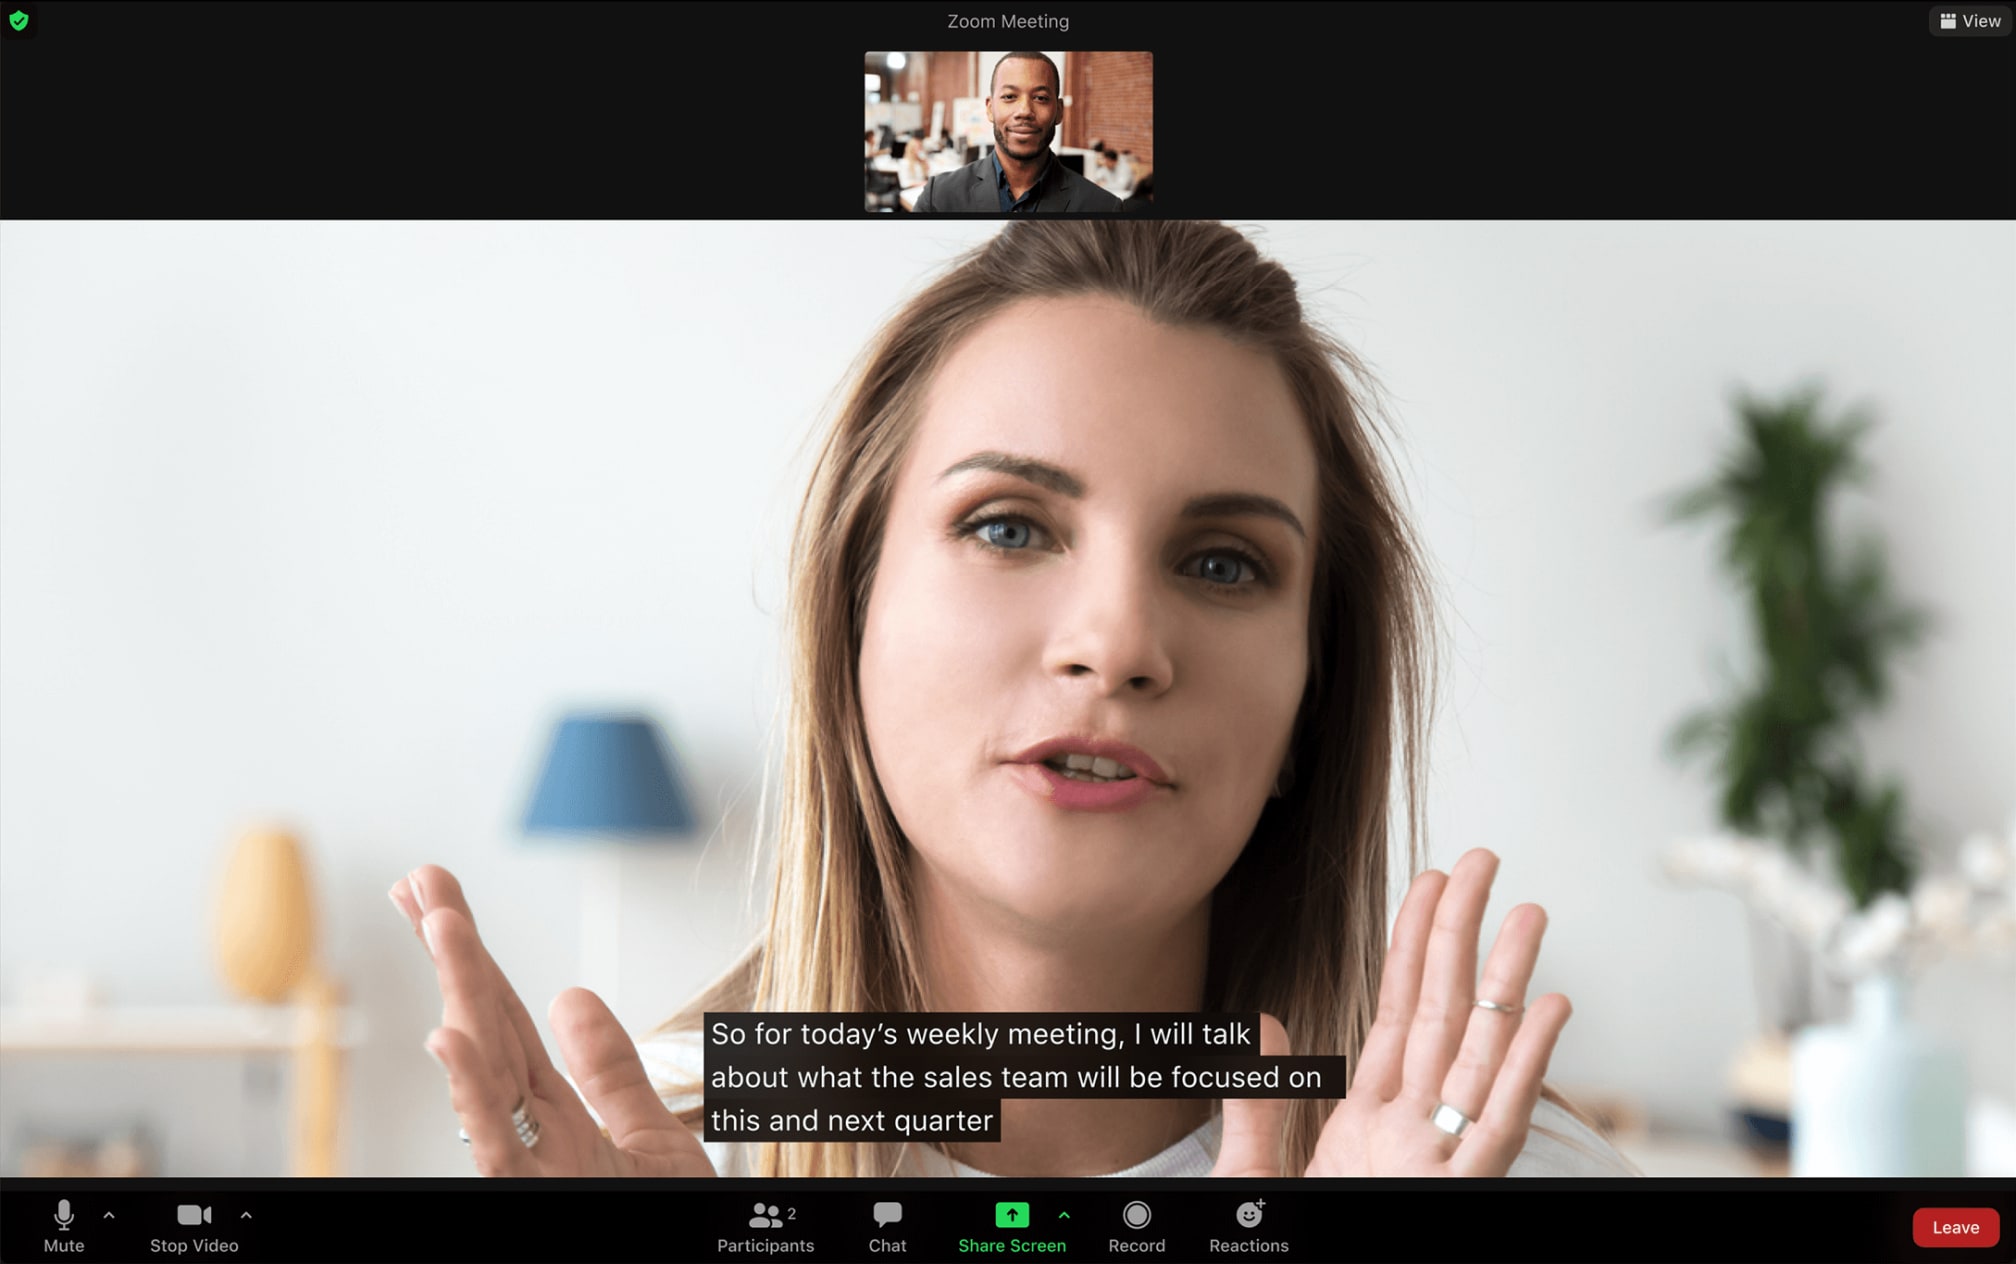 Zoom Meeting
View
So for today’s weekly meeting, I will talk
about what the sales team will be focused on
this and next quarter
Mute
Stop Video
2
Participants
Chat
Share Screen
Record
Reactions
Leave